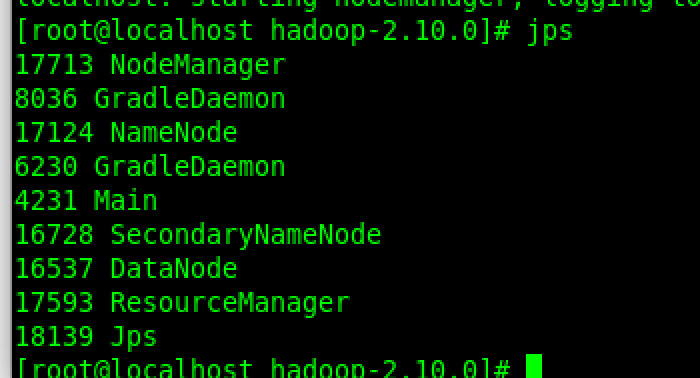 localhost: starting nodemanager, logging to
[root@localhost hadoop-2.10.0]# jps
17713 NodeManager
8036 GradleDaemon
17124 NameNode
6230 GradleDaemon
4231 Main
16728 SecondaryNameNode
16537 DataNode
17593 ResourceManager
18139 Jps
[root@localhost hadoop-2.10.0]#